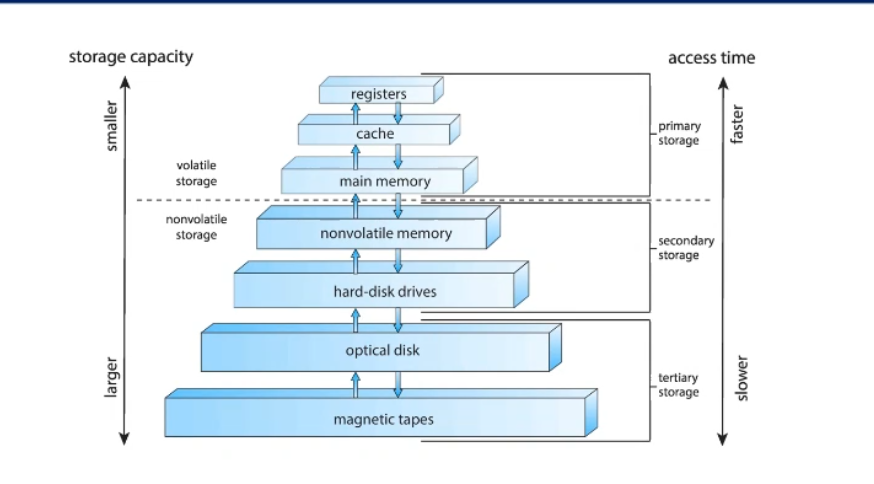 storage capacity
access time
smaller
larger
volatile
storage
nonvolatile
storage
registers
cache
main memory
nonvolatile memory
hard-disk drives
optical disk
magnetic tapes
primary
storage
secondary
storage
tertiary
storage
faster
slower